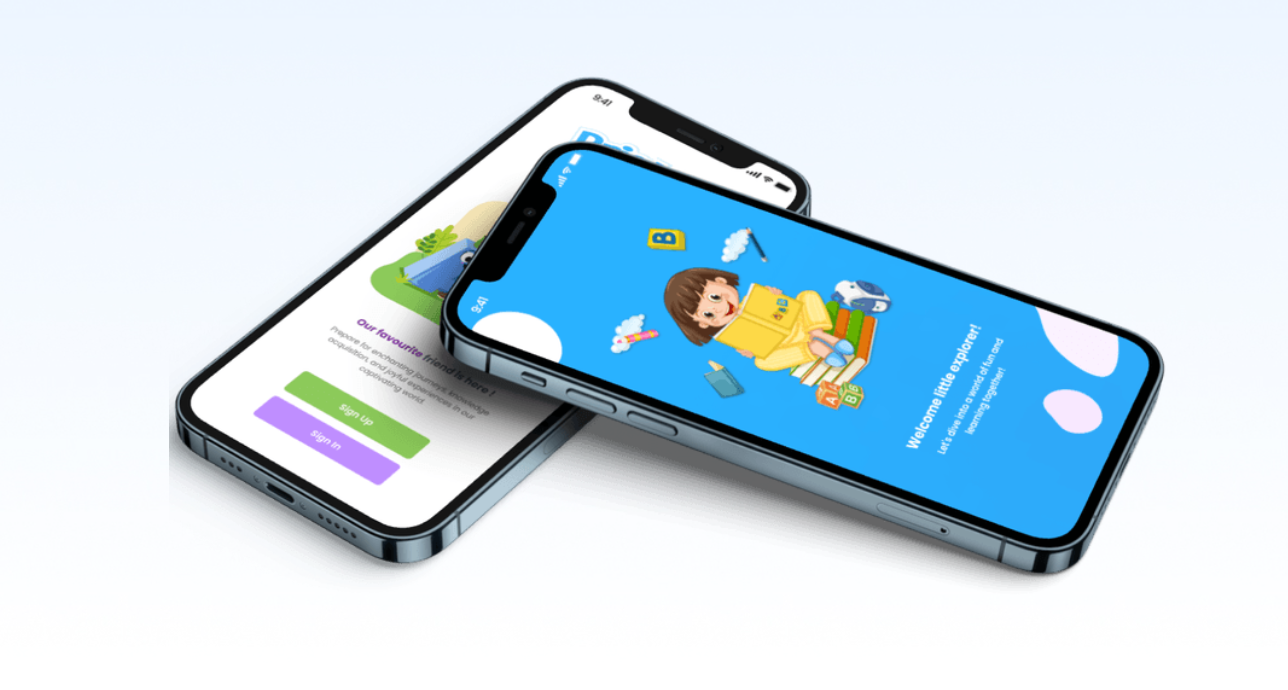 9:41
Our favourite friend is here !
Prepare for enchanting journeys, knowledge
acquisition, and joyful experiences in our
captivating world.
Sign Up
Sign In
9:41
B
A
B
A
B
B
Welcome little explorer!
Let's dive into a world of fun and
learning together!